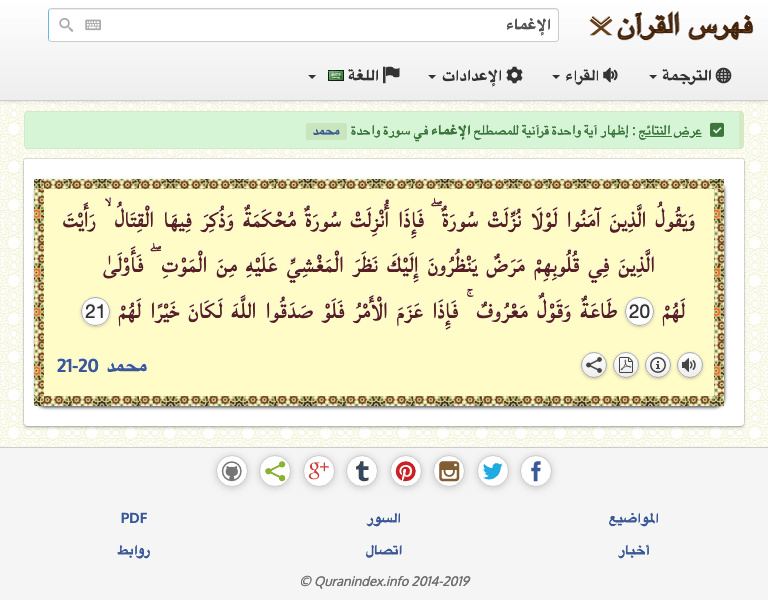 فهرس القرآن
الإغماء
الترجمة القراء الإعدادات اللغة
عرض النتائج : إظهار آية واحدة قرآنية للمصطلح الإغماء في سورة واحدة محمد
وَيَقُولُ الَّذِينَ آمَنُوا لَوْلَا نُزِّلَتْ سُورَةٌ ۖ فَإِذَا أُنْزِلَتْ سُورَةٌ مُحْكَمَةٌ وَذُكِرَ فِيهَا الْقِتَالُ ۙ رَأَيْتَ
الَّذِينَ فِي قُلُوبِهِمْ مَرَضٌ يَنْظُرُونَ إِلَيْكَ نَظَرَ الْمَغْشِيِّ عَلَيْهِ مِنَ الْمَوْتِ ۖ فَأَوْلَىٰ
لَهُمْ 20 طَاعَةٌ وَقَوْلٌ مَعْرُوفٌ ۚ فَإِذَا عَزَمَ الْأَمْرُ فَلَوْ صَدَقُوا اللَّهَ لَكَانَ خَيْرًا لَهُمْ 21
محمد 20-21
المواضيع السور PDF
أخبار اتصال روابط
© Quranindex.info 2014-2019